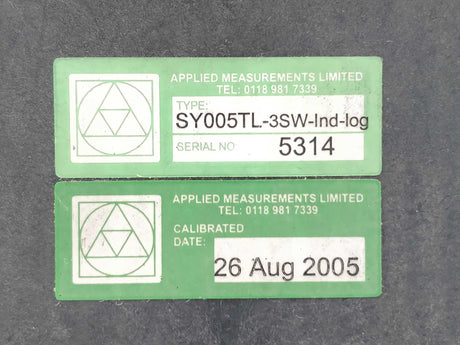 APPLIED MEASUREMENTS LIMITED
TEL: 0118 981 7339
TYPE:
SY005TL.-3SW-Ind-log
SERIAL NO: 5314
APPLIED MEASUREMENTS LIMITED
TEL: 0118 981 7339
CALIBRATED
DATE:
26 Aug 2005